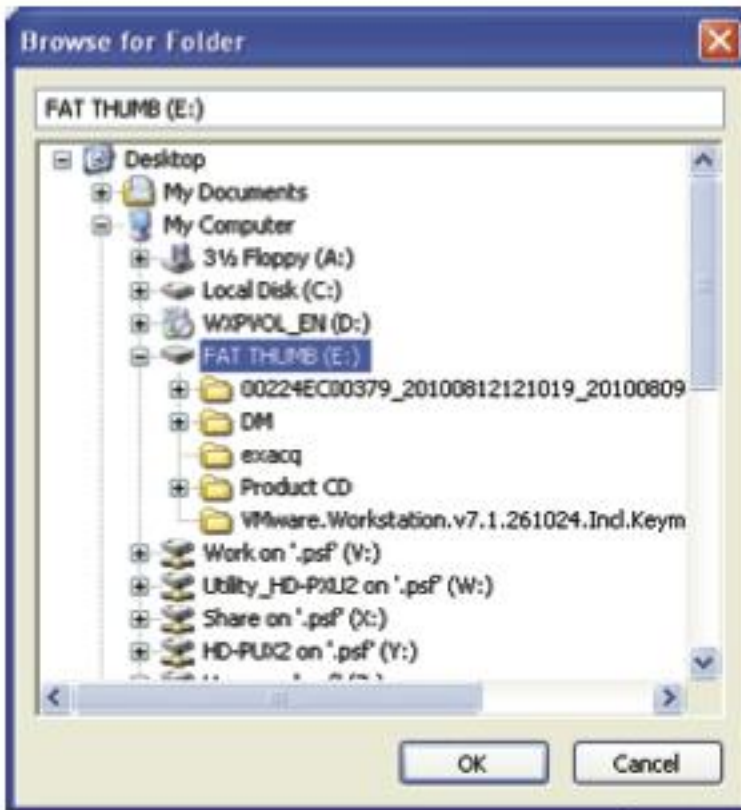 Browse for Folder
FAT THUMB (E:)
Desktop
My Documents
My Computer
3½ Floppy (A:)
Local Disk (C:)
WXPVOL_EN (D:)
FAT THUMB (E:)
00224EC00379_20100812121019_20100809
DM
exacq
Product CD
VMware.Workstation.v7.1.261024.Incl.Keym
Work on '.psf' (V:)
Utility_HD-PXU2 on '.psf' (W:)
Share on '.psf' (X:)
HD-PUX2 on '.psf' (Y:)
OK
Cancel